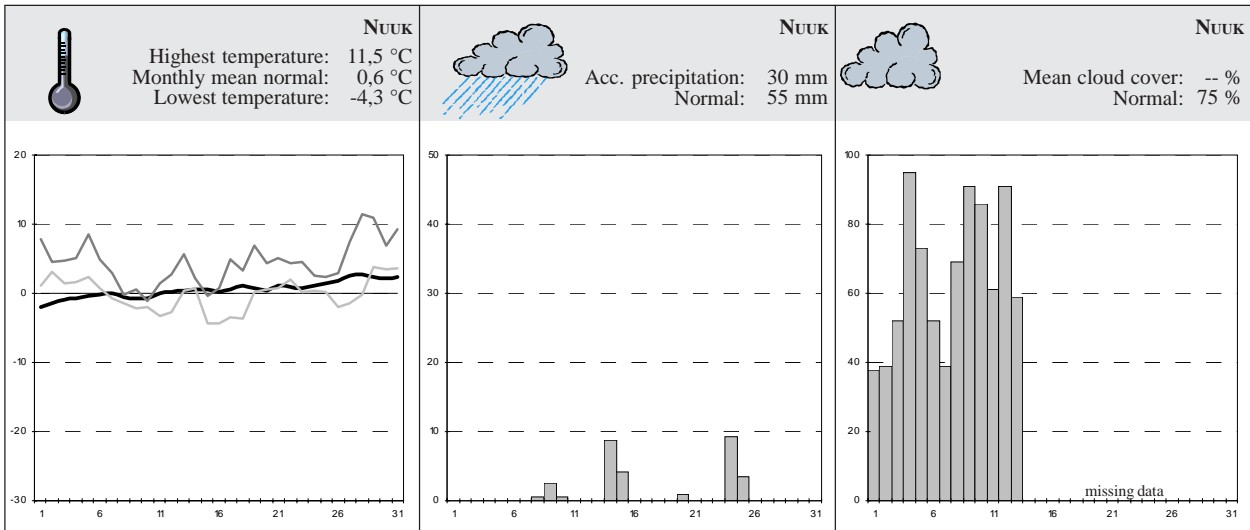 NUUK
Highest temperature: 11,5 °C
Monthly mean normal: 0,6 °C
Lowest temperature: -4,3 °C
20
10
0
-10
-20
-30
1 6 11 16 21 26 31
NUUK
Acc. precipitation: 30 mm
Normal: 55 mm
50
40
30
20
10
0
1 6 11 16 21 26 31
NUUK
Mean cloud cover: -- %
Normal: 75 %
100
80
60
40
20
0
missing data
1 6 11 16 21 26 31